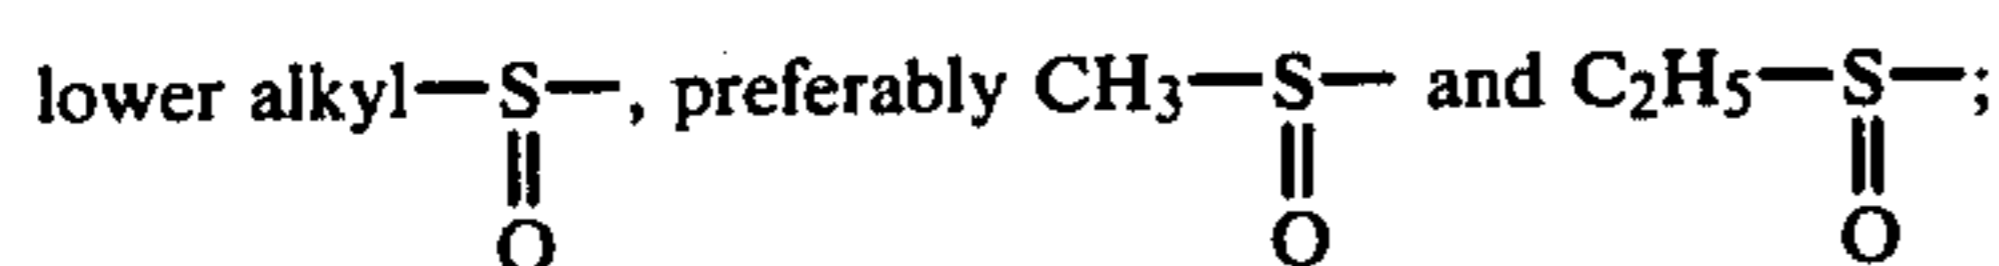 lower alkyl—S—, preferably CH₃—S— and C₂H₅—S—;
‖ ‖ ‖
O O O